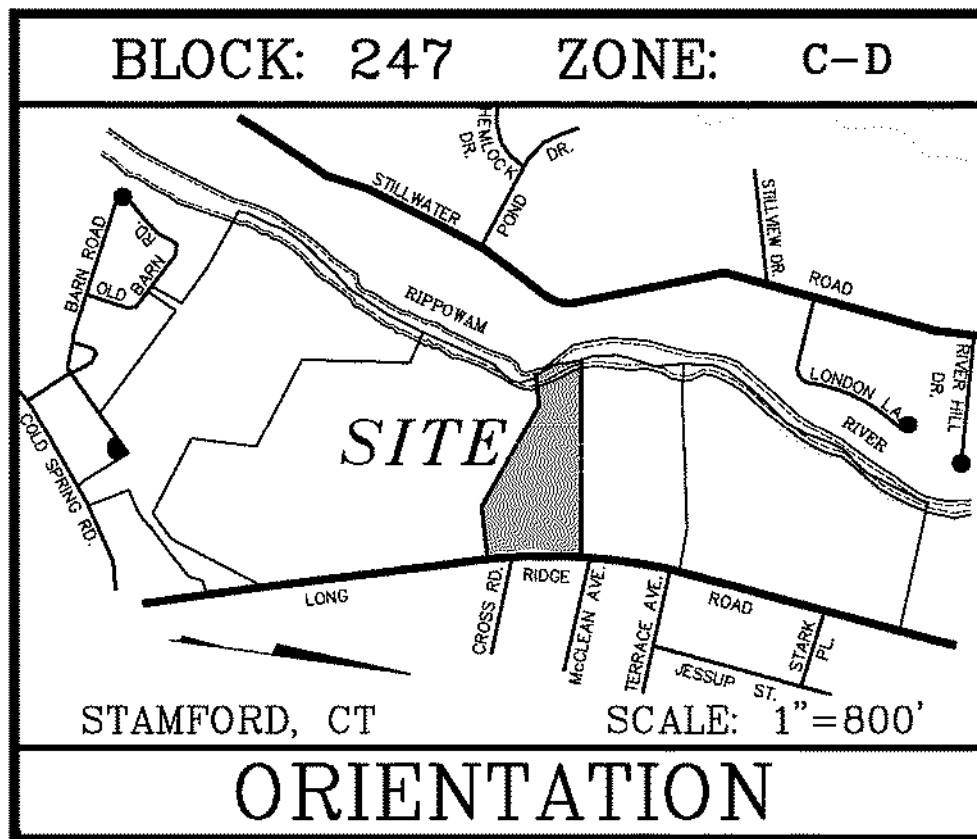 BLOCK: 247 ZONE: C-D
HEMLOCK DR.
POND DR.
STILLWATER ROAD
STILLVIEW DR.
BARN ROAD
OLD BARN RD.
RIPPOWAM RIVER
LONDON LA.
RIVER HILL DR.
SITE
COLD SPRING RD.
LONG RIDGE ROAD
CROSS RD.
McCLEAN AVE.
TERRACE AVE.
STARK PL.
JESSUP ST.
STAMFORD, CT
SCALE: 1"=800'
ORIENTATION